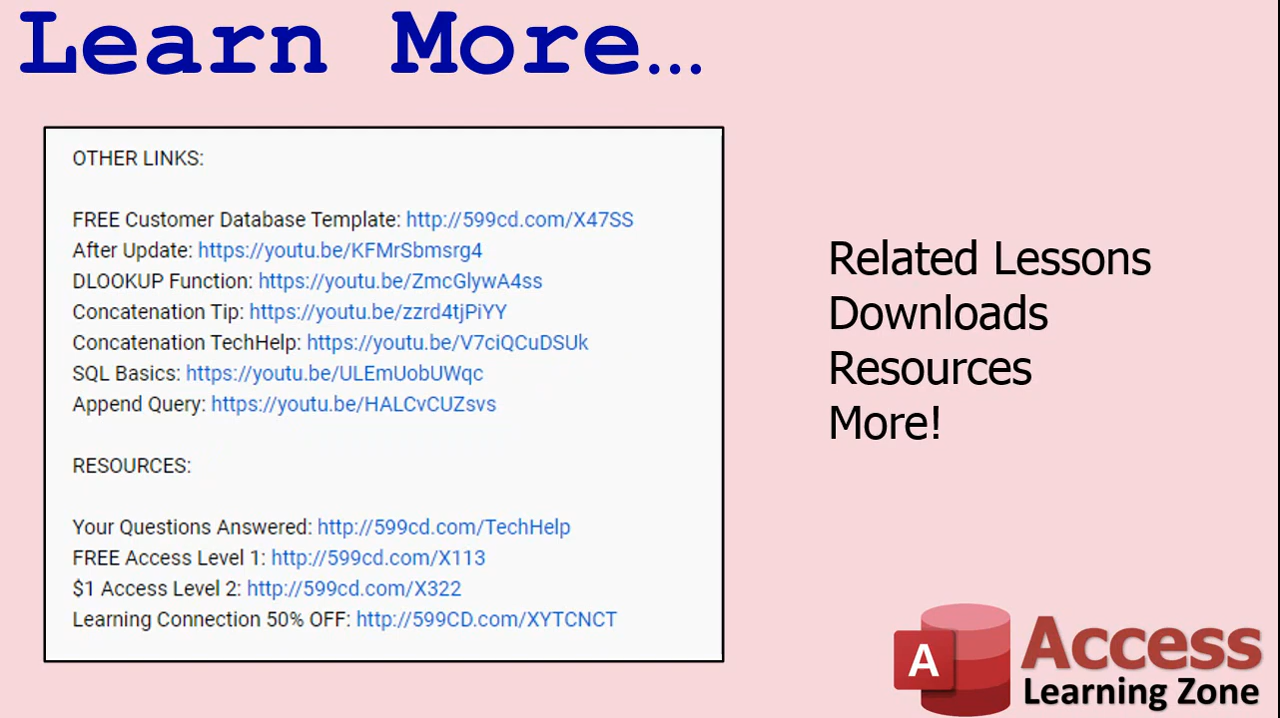 Learn More...
OTHER LINKS:
FREE Customer Database Template: http://599cd.com/X47SS
After Update: https://youtu.be/KFMrSbmsrg4
DLOOKUP Function: https://youtu.be/ZmcGlywA4ss
Concatenation Tip: https://youtu.be/zzrd4tjPiYY
Concatenation TechHelp: https://youtu.be/V7ciQCuDSUk
SQL Basics: https://youtu.be/ULEmUobUWqc
Append Query: https://youtu.be/HALCvCUZsvs
RESOURCES:
Your Questions Answered: http://599cd.com/TechHelp
FREE Access Level 1: http://599cd.com/X113
$1 Access Level 2: http://599cd.com/X322
Learning Connection 50% OFF: http://599CD.com/XYTCNCT
Related Lessons
Downloads
Resources
More!
A
Access
Learning Zone